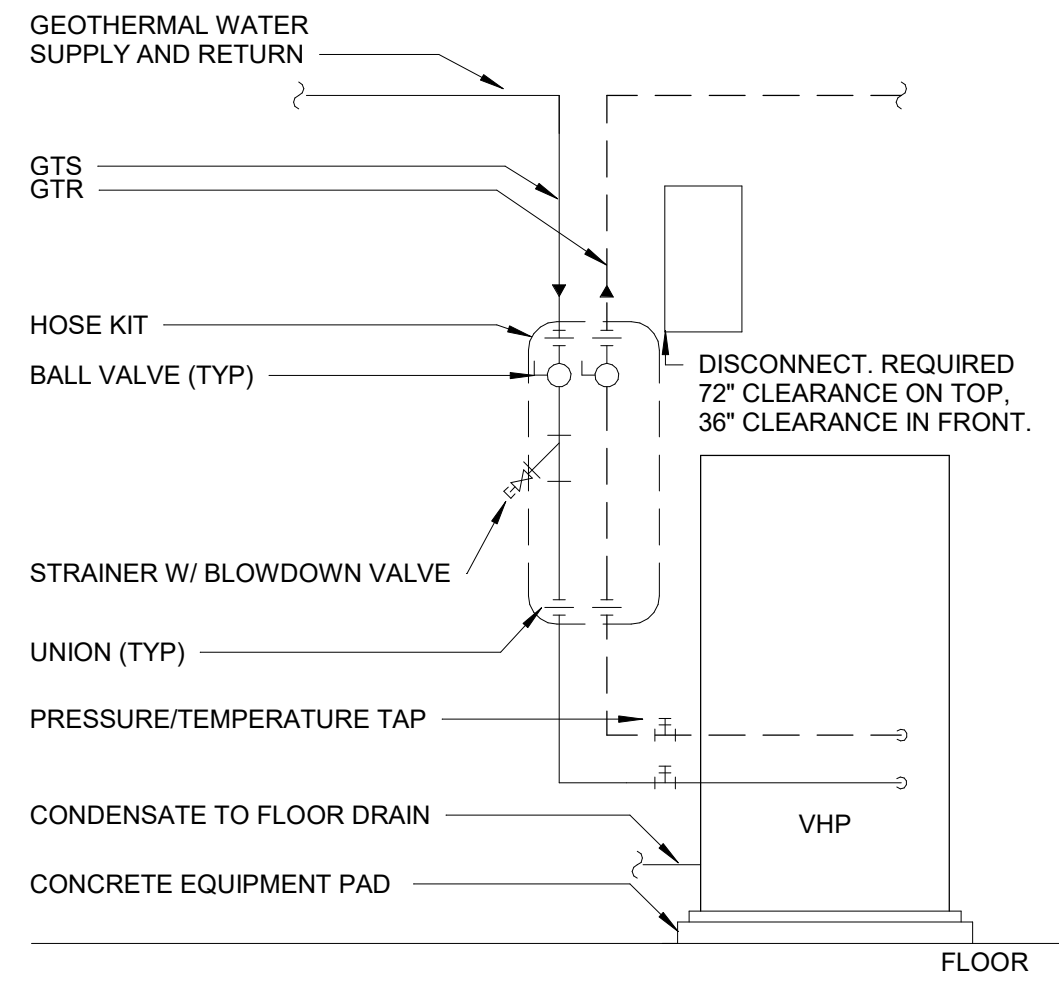 GEOTHERMAL WATER
SUPPLY AND RETURN
GTS
GTR
HOSE KIT
BALL VALVE (TYP)
DISCONNECT. REQUIRED
72" CLEARANCE ON TOP,
36" CLEARANCE IN FRONT.
STRAINER W/ BLOWDOWN VALVE
UNION (TYP)
PRESSURE/TEMPERATURE TAP
CONDENSATE TO FLOOR DRAIN
VHP
CONCRETE EQUIPMENT PAD
FLOOR